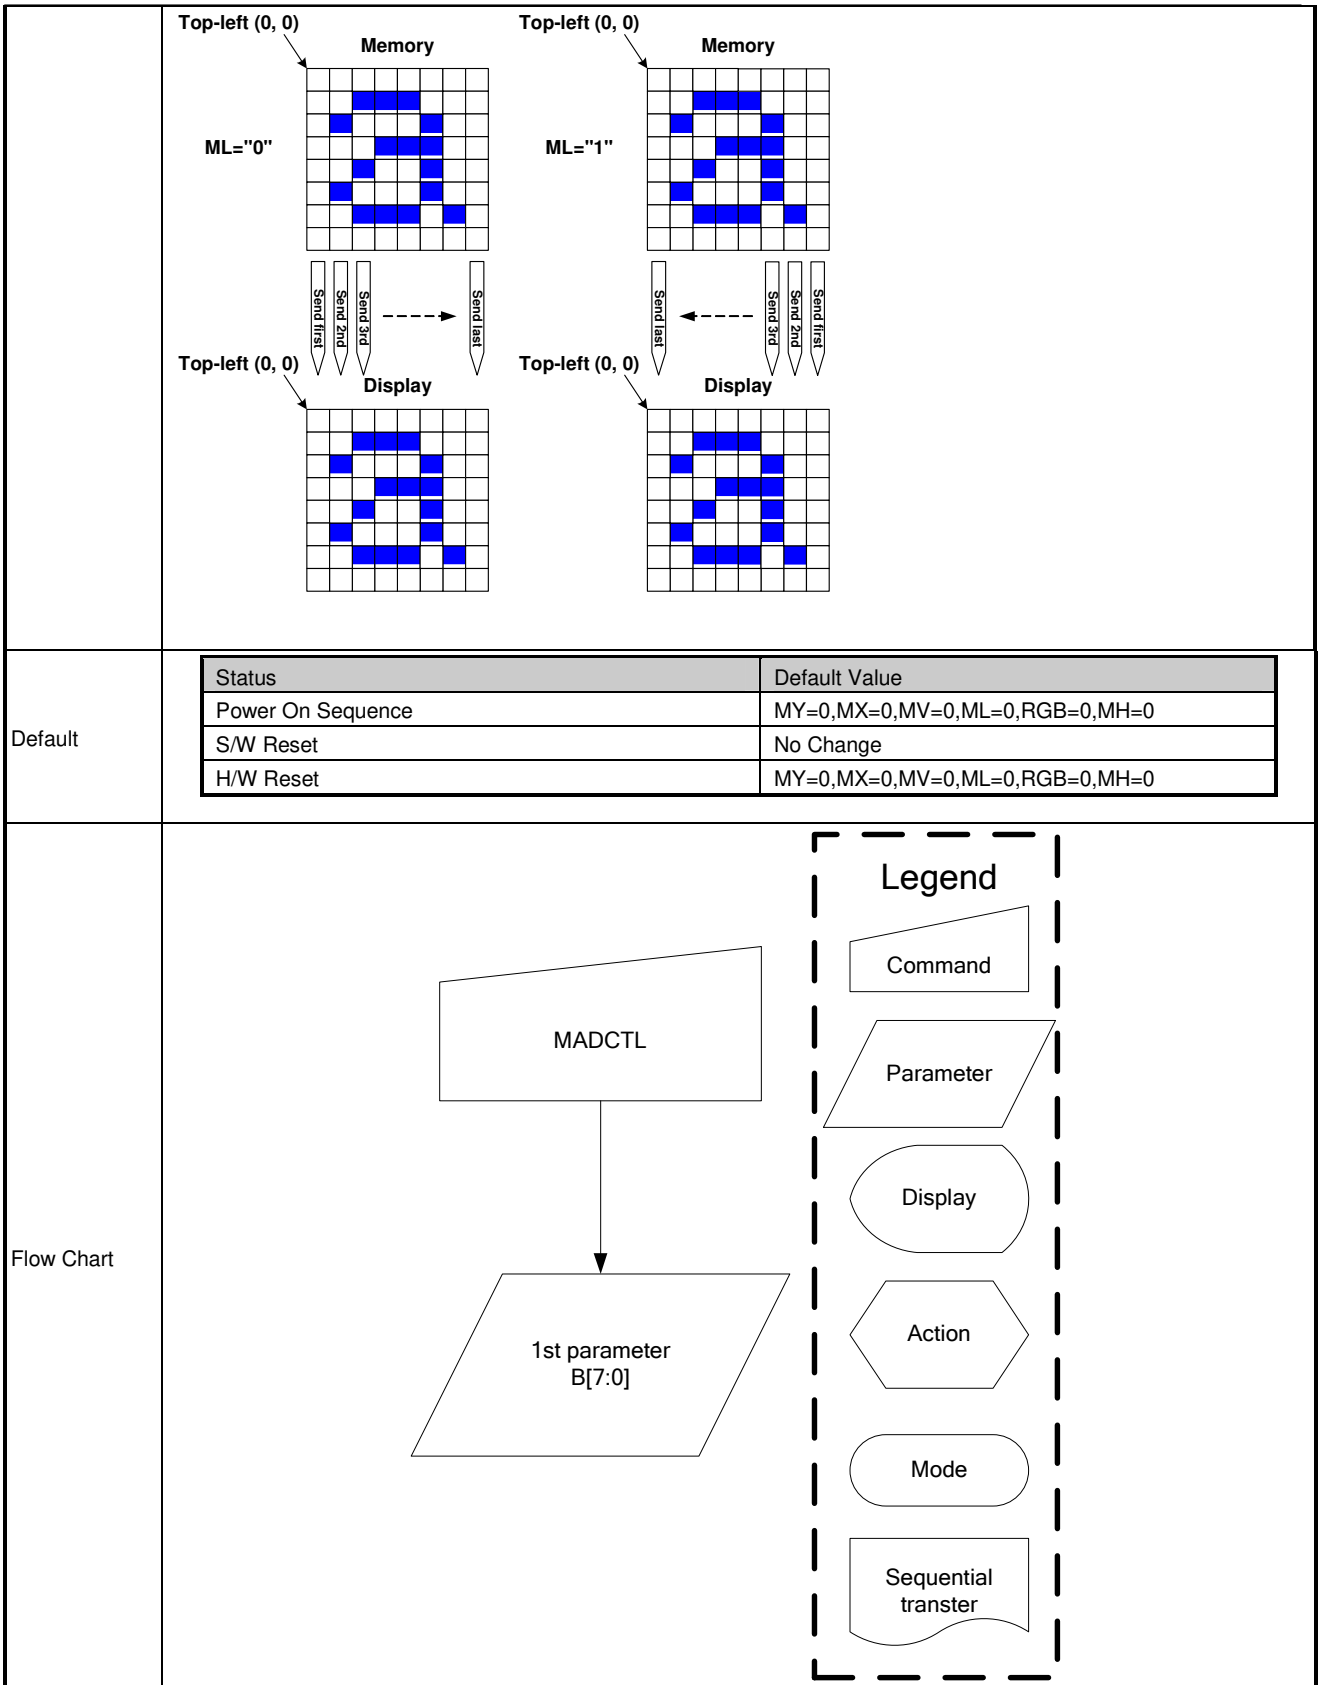 Top-left (0, 0)
Top-left (0, 0)
Memory
Memory
ML="0"
ML="1"
Send first
Send 2nd
Send 3rd
Send last
Send last
Send 3rd
Send 2nd
Send first
Top-left (0, 0)
Top-left (0, 0)
Display
Display
Default
Status
Default Value
Power On Sequence
MY=0,MX=0,MV=0,ML=0,RGB=0,MH=0
S/W Reset
No Change
H/W Reset
MY=0,MX=0,MV=0,ML=0,RGB=0,MH=0
Flow Chart
MADCTL
1st parameter
B[7:0]
Legend
Command
Parameter
Display
Action
Mode
Sequential
transter